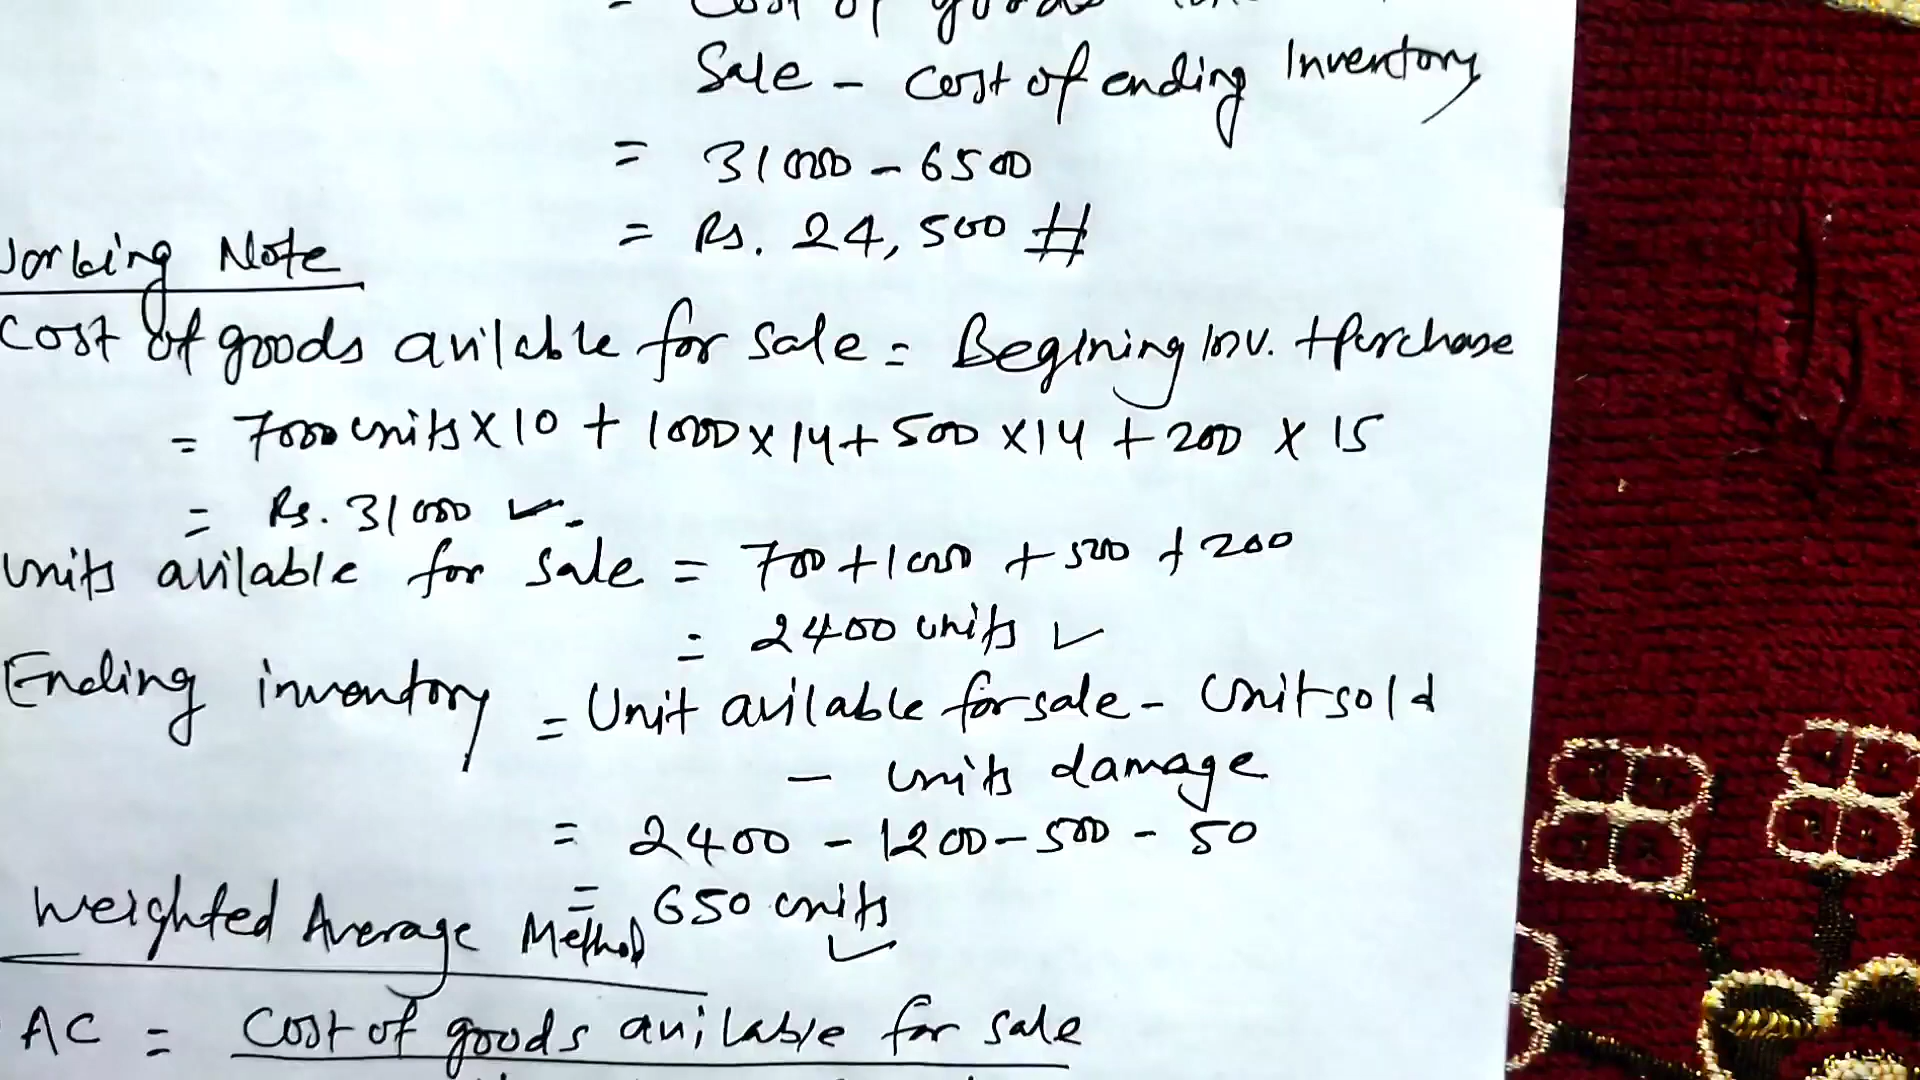 = Cost of goods
Sale - Cost of ending Inventory
= 31000 - 6500
= Rs. 24,500 #
Working Note
Cost of goods avilable for sale = Begining Inv. + Purchase
= 7000 units X 10 + 1000 X 14 + 500 X 14 + 200 X 15
= Rs. 31000 ✓
units avilable for sale = 700 + 1000 + 500 + 200
= 2400 units ✓
Ending inventory = Unit avilable for sale - Unit sold
- units damage
= 2400 - 1200 - 500 - 50
= 650 units ✓
Weighted Average Method
AC = Cost of goods avilable for sale